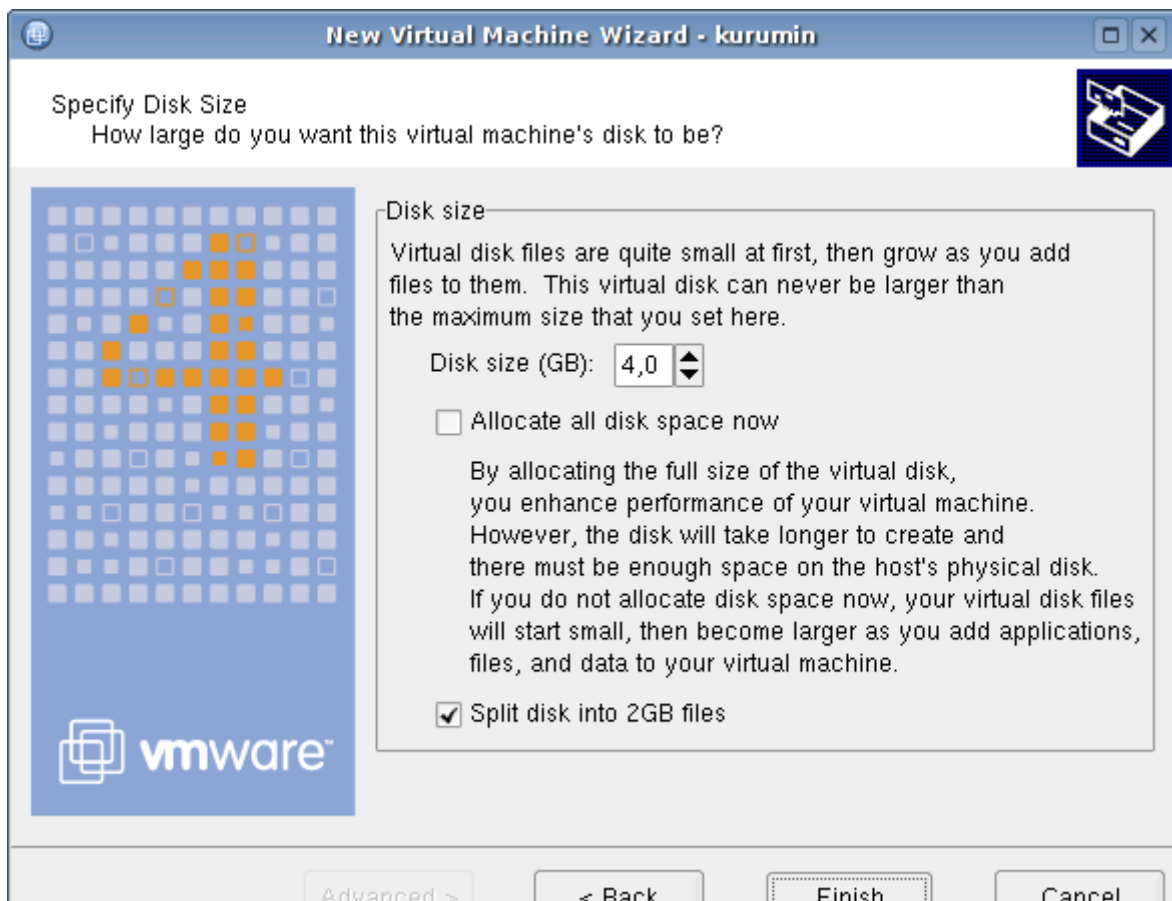 New Virtual Machine Wizard - kurumin
Specify Disk Size
How large do you want this virtual machine's disk to be?
Disk size
Virtual disk files are quite small at first, then grow as you add
files to them. This virtual disk can never be larger than
the maximum size that you set here.
Disk size (GB): 4,0
Allocate all disk space now
By allocating the full size of the virtual disk,
you enhance performance of your virtual machine.
However, the disk will take longer to create and
there must be enough space on the host's physical disk.
If you do not allocate disk space now, your virtual disk files
will start small, then become larger as you add applications,
files, and data to your virtual machine.
Split disk into 2GB files
vmware™
Advanced > < Back Finish Cancel